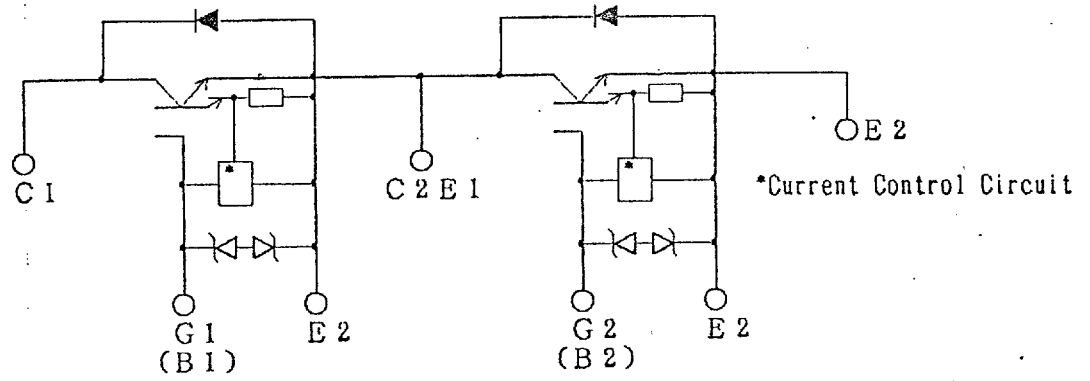 C1
C2E1
E2
*
*
*Current Control Circuit
G1
(B1)
E2
G2
(B2)
E2